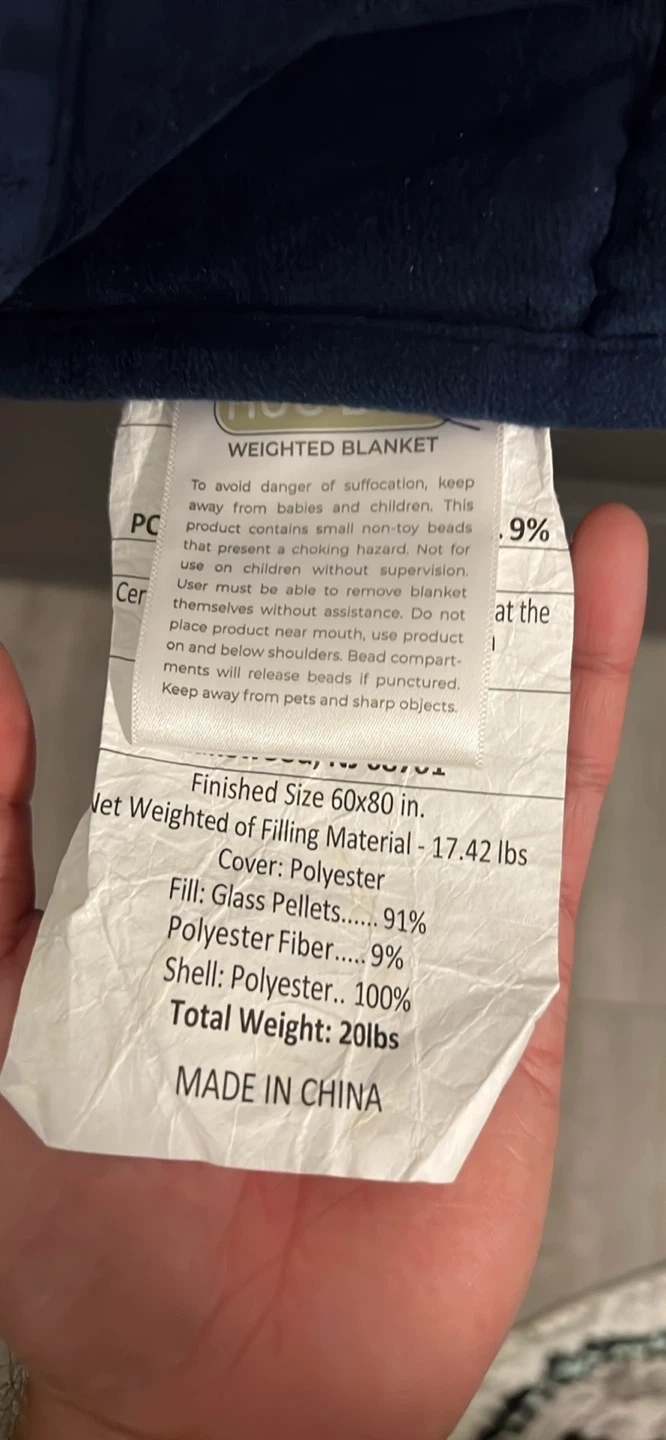 WEIGHTED BLANKET
To avoid danger of suffocation, keep
away from babies and children. This
product contains small non-toy beads
that present a choking hazard. Not for
use on children without supervision.
User must be able to remove blanket
themselves without assistance. Do not
place product near mouth, use product
on and below shoulders. Bead compart-
ments will release beads if punctured.
Keep away from pets and sharp objects.
PC
.9%
Cer
at the
Finished Size 60x80 in.
Net Weighted of Filling Material - 17.42 lbs
Cover: Polyester
Fill: Glass Pellets...... 91%
Polyester Fiber..... 9%
Shell: Polyester.. 100%
Total Weight: 20lbs
MADE IN CHINA